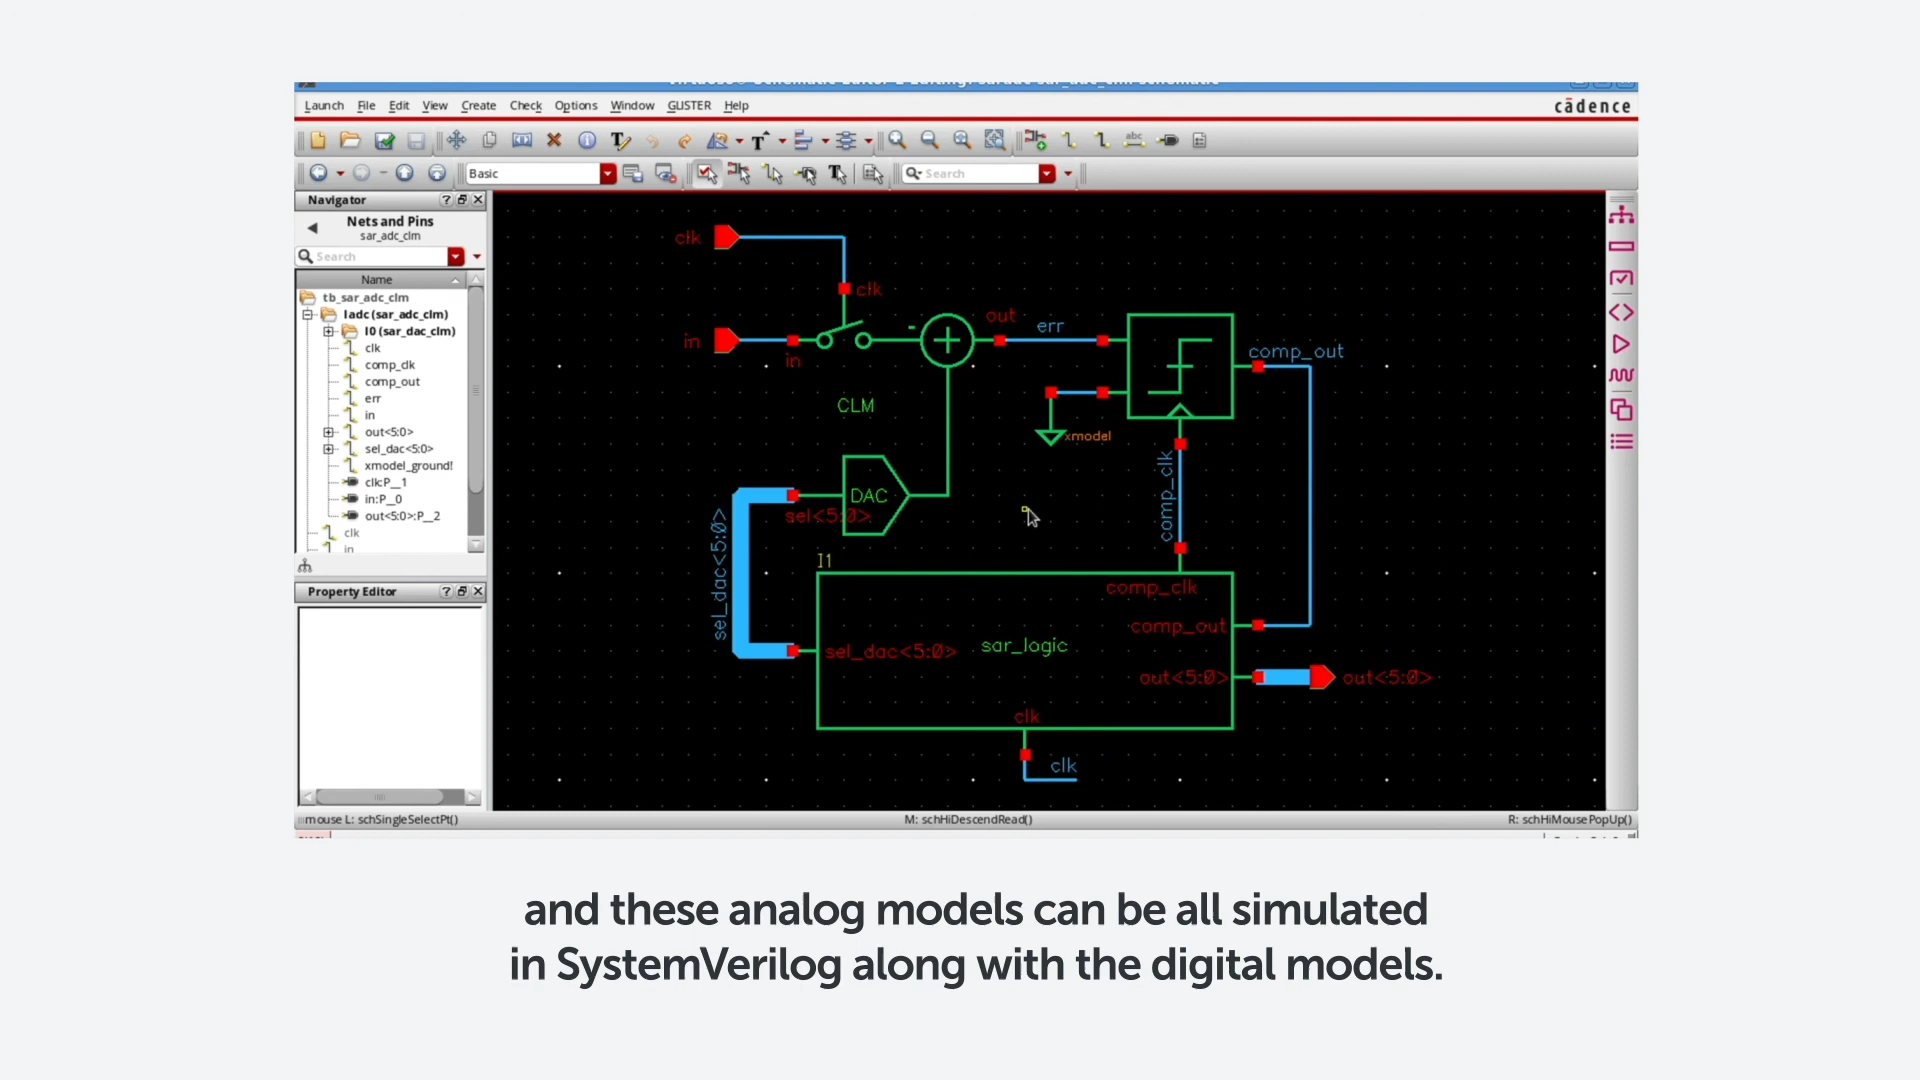 Launch File Edit View Create Check Options Window GLISTER Help
cādence
Basic
Search
Navigator
Nets and Pins
sar_adc_clm
Search
Name
tb_sar_adc_clm
Iadc (sar_adc_clm)
I0 (sar_dac_clm)
clk
comp_clk
comp_out
err
in
out<5:0>
sel_dac<5:0>
xmodel_ground!
clk:P__1
in:P__0
out<5:0>:P__2
clk
in
Property Editor
clk
clk
in
in
out
err
comp_out
CLM
xmodel
comp_clk
DAC
sel<5:0>
sel_dac<5:0>
I1
comp_clk
comp_out
sar_logic
sel_dac<5:0>
out<5:0>
out<5:0>
clk
clk
mouse L: schSingleSelectPt()
M: schHiDescendRead()
R: schHiMousePopUp()
and these analog models can be all simulated
in SystemVerilog along with the digital models.